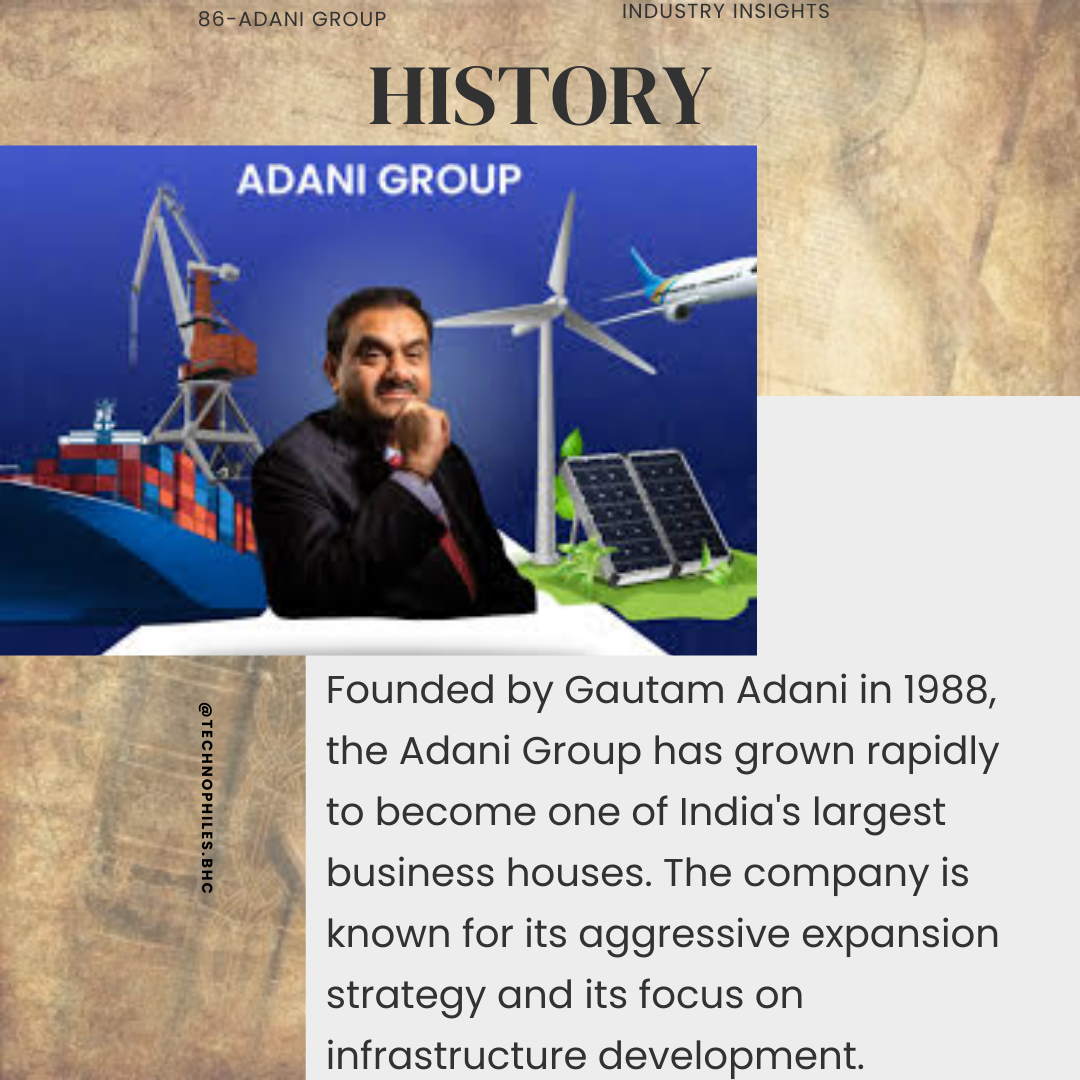 86-ADANI GROUP
INDUSTRY INSIGHTS
HISTORY
ADANI GROUP
@TECHNOPHILES.BHC
Founded by Gautam Adani in 1988,
the Adani Group has grown rapidly
to become one of India's largest
business houses. The company is
known for its aggressive expansion
strategy and its focus on
infrastructure development.